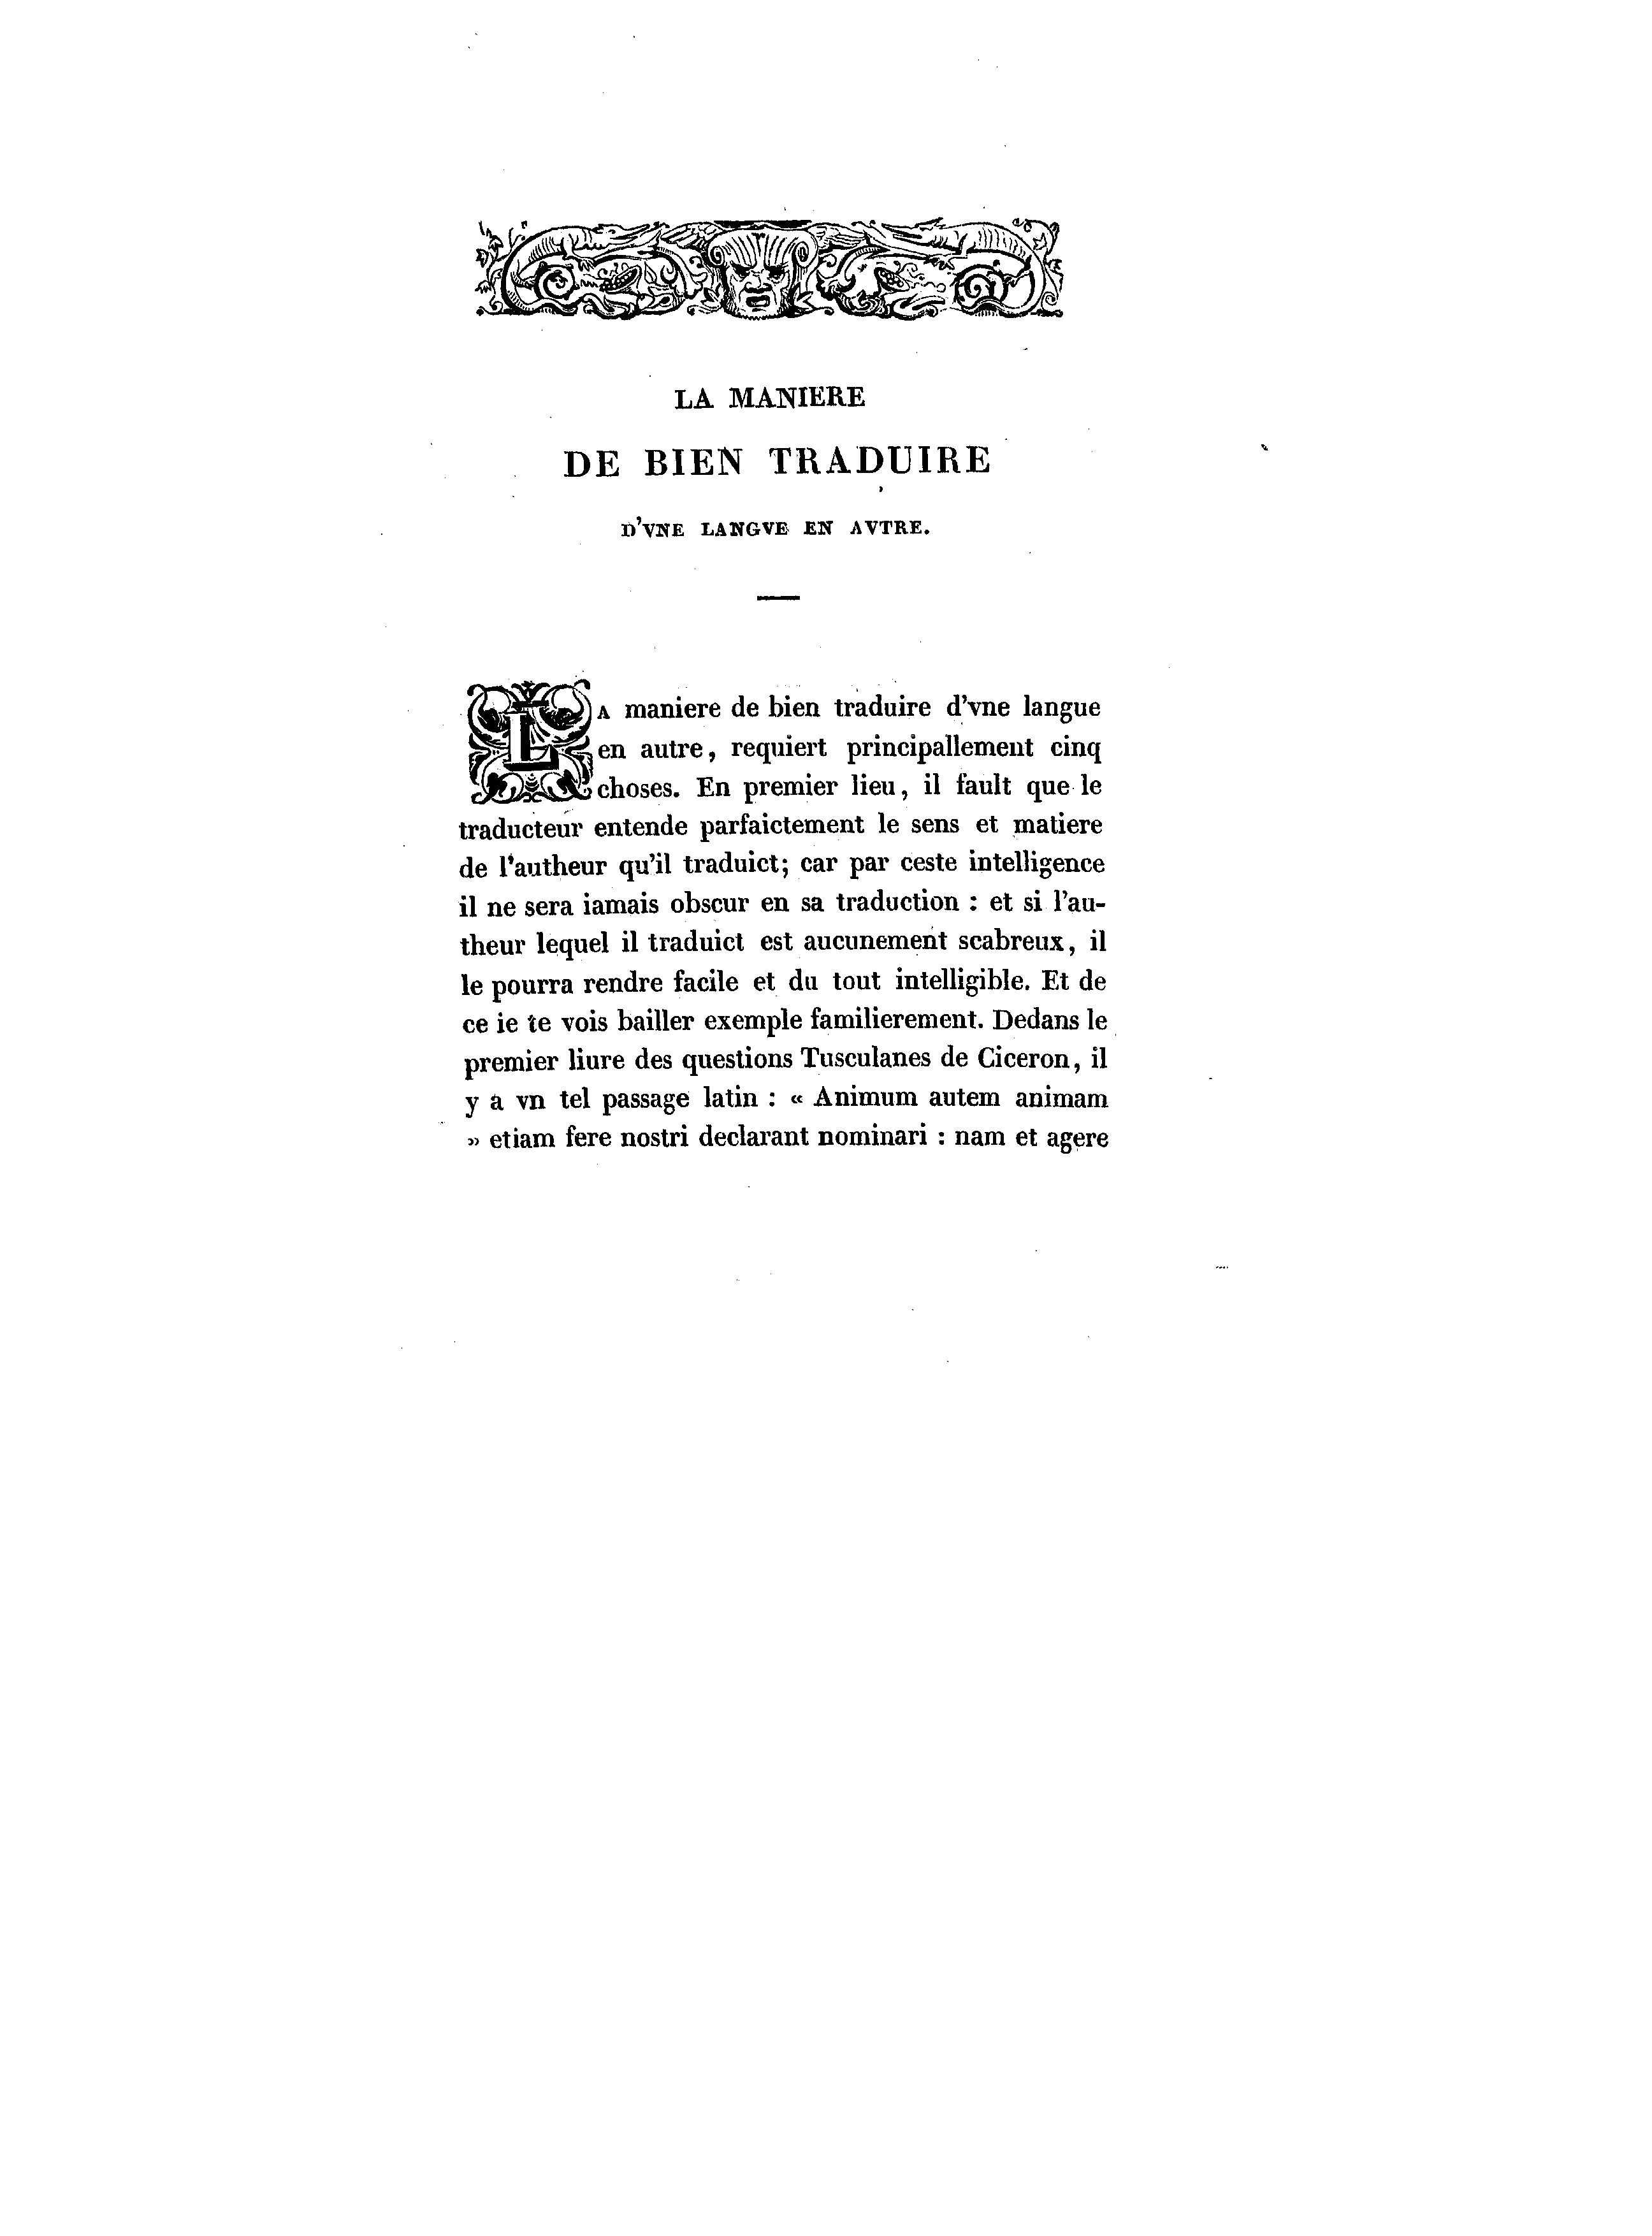 LA MANIERE
DE BIEN TRADUIRE
D'VNE LANGVE EN AVTRE.
LA maniere de bien traduire d'vne langue
en autre, requiert principallement cinq
choses. En premier lieu, il fault que le
traducteur entende parfaictement le sens et matiere
de l'autheur qu'il traduict; car par ceste intelligence
il ne sera iamais obscur en sa traduction : et si l'au-
theur lequel il traduict est aucunement scabreux, il
le pourra rendre facile et du tout intelligible. Et de
ce ie te vois bailler exemple familierement. Dedans le
premier liure des questions Tusculanes de Ciceron, il
y a vn tel passage latin : « Animum autem animam
» etiam fere nostri declarant nominari : nam et agere